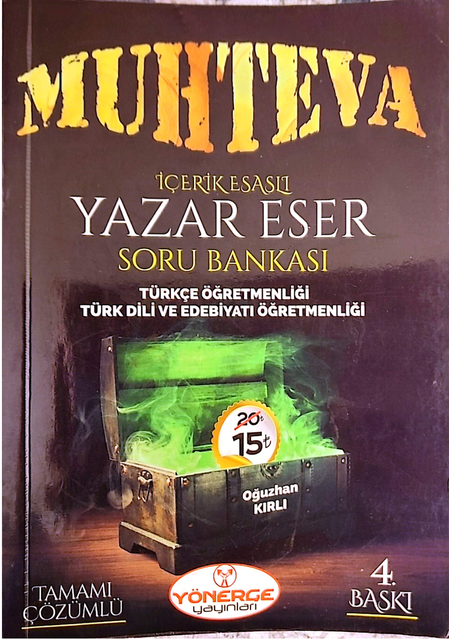 MUHTEVA
İÇERİK ESASLI
YAZAR ESER
SORU BANKASI
TÜRKÇE ÖĞRETMENLİĞİ
TÜRK DİLİ VE EDEBİYATI ÖĞRETMENLİĞİ
20₺
15₺
Oğuzhan
KIRLI
TAMAMI
ÇÖZÜMLÜ
YÖNERGE
yayınları
4.
BASKI